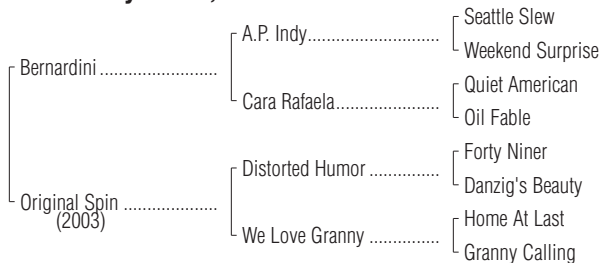 Seattle Slew
A.P. Indy..............................
Weekend Surprise
Bernardini ...........................
Quiet American
Cara Rafaela........................
Oil Fable
Forty Niner
Distorted Humor ................
Danzig's Beauty
Original Spin .....................
(2003)
Home At Last
We Love Granny ................
Granny Calling